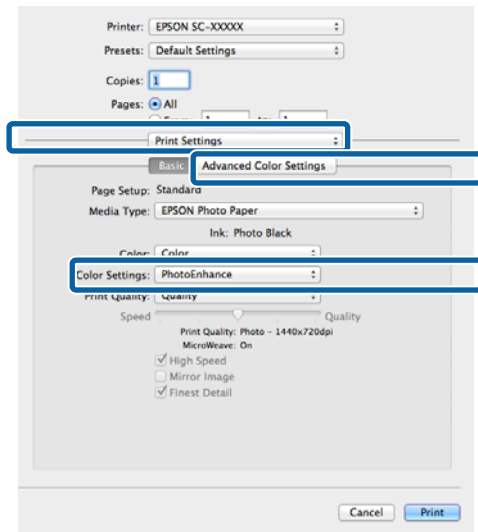 Printer: EPSON SC-XXXXX
Presets: Default Settings
Copies: 1
Pages: All
Print Settings
Basic Advanced Color Settings
Page Setup: Standard
Media Type: EPSON Photo Paper
Ink: Photo Black
Color: Color
Color Settings: PhotoEnhance
Print Quality: Quality
Speed Quality
Print Quality: Photo - 1440x720dpi
MicroWeave: On
High Speed
Mirror Image
Finest Detail
Cancel Print